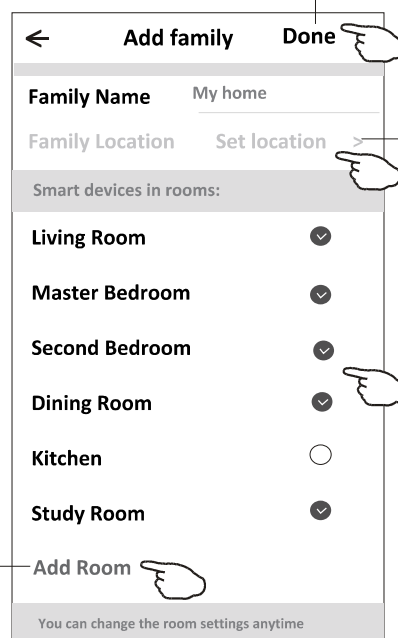 Add family Done
Family Name My home
Family Location Set location >
Smart devices in rooms:
Living Room
Master Bedroom
Second Bedroom
Dining Room
Kitchen
Study Room
Add Room
You can change the room settings anytime